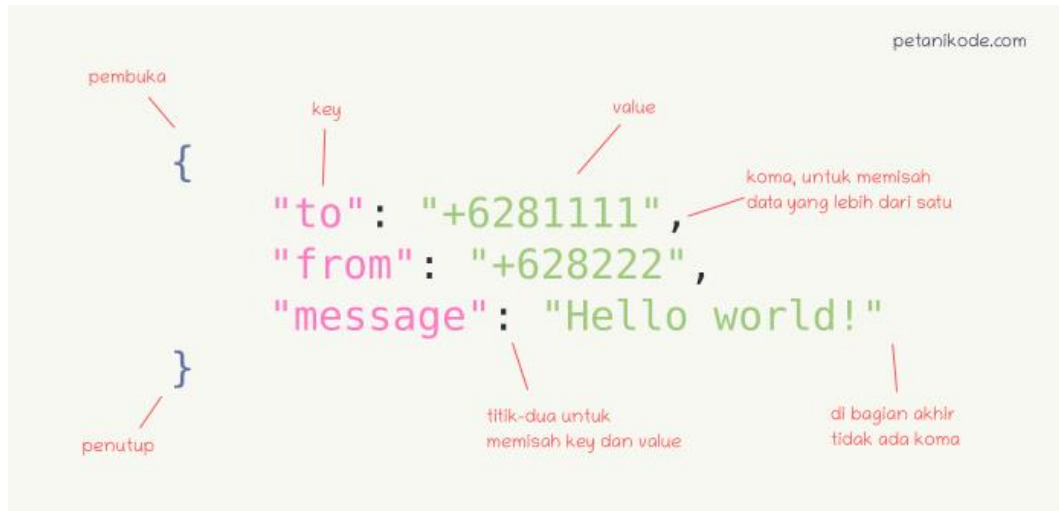 petanikode.com
pembuka
key
value
{
koma, untuk memisah
data yang lebih dari satu
"to": "+6281111",
"from": "+628222",
"message": "Hello world!"
}
titik-dua untuk
memisah key dan value
di bagian akhir
tidak ada koma
penutup